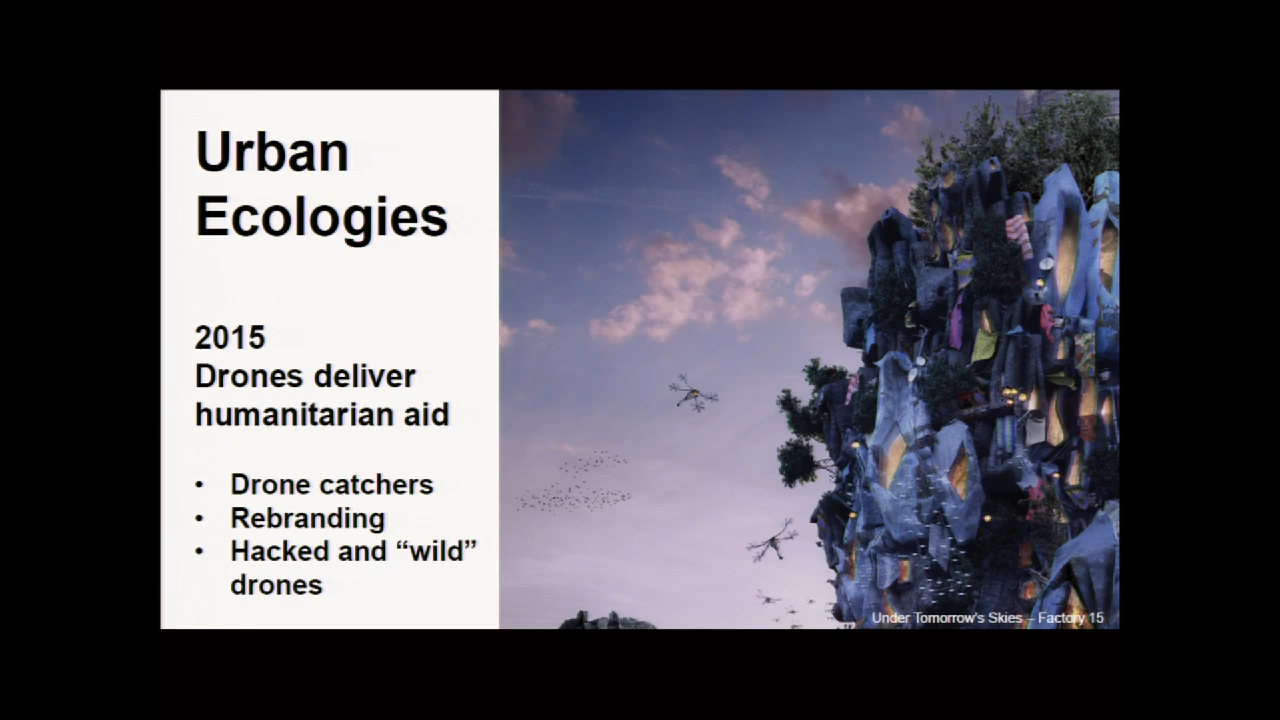 Urban
Ecologies
2015
Drones deliver
humanitarian aid
• Drone catchers
• Rebranding
• Hacked and “wild”
drones
Under Tomorrow's Skies – Factory 15